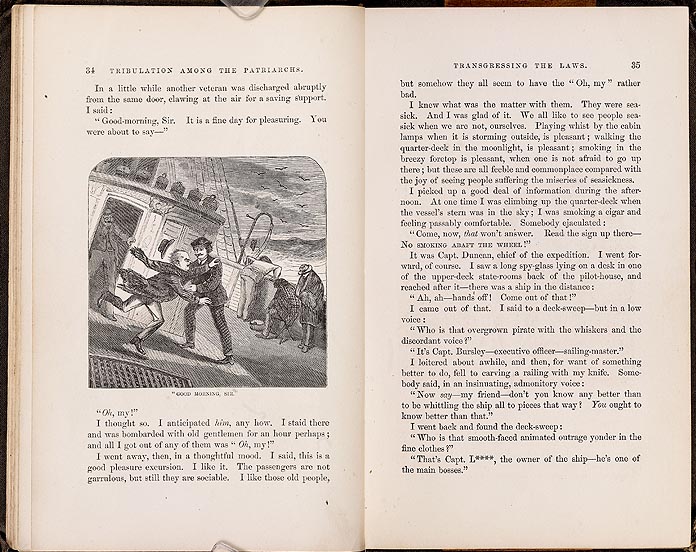 34 TRIBULATION AMONG THE PATRIARCHS.
In a little while another veteran was discharged abruptly
from the same door, clawing at the air for a saving support.
I said:
"Good-morning, Sir. It is a fine day for pleasuring. You
were about to say—"
"GOOD MORNING, SIR."
"Oh, my!"
I thought so. I anticipated him, any how. I staid there
and was bombarded with old gentlemen for an hour perhaps;
and all I got out of any of them was "Oh, my!"
I went away, then, in a thoughtful mood. I said, this is a
good pleasure excursion. I like it. The passengers are not
garrulous, but still they are sociable. I like those old people,
TRANSGRESSING THE LAWS. 35
but somehow they all seem to have the "Oh, my" rather
bad.
I knew what was the matter with them. They were sea-
sick. And I was glad of it. We all like to see people sea-
sick when we are not, ourselves. Playing whist by the cabin
lamps when it is storming outside, is pleasant; walking the
quarter-deck in the moonlight, is pleasant; smoking in the
breezy foretop is pleasant, when one is not afraid to go up
there; but these are all feeble and commonplace compared with
the joy of seeing people suffering the miseries of seasickness.
I picked up a good deal of information during the after-
noon. At one time I was climbing up the quarter-deck when
the vessel's stern was in the sky; I was smoking a cigar and
feeling passably comfortable. Somebody ejaculated:
"Come, now, that won't answer. Read the sign up there—
NO SMOKING ABAFT THE WHEEL!"
It was Capt. Duncan, chief of the expedition. I went for-
ward, of course. I saw a long spy-glass lying on a desk in one
of the upper-deck state-rooms back of the pilot-house, and
reached after it—there was a ship in the distance:
"Ah, ah—hands off! Come out of that!"
I came out of that. I said to a deck-sweep—but in a low
voice:
"Who is that overgrown pirate with the whiskers and the
discordant voice?"
"It's Capt. Bursley—executive officer—sailing-master."
I loitered about awhile, and then, for want of something
better to do, fell to carving a railing with my knife. Some-
body said, in an insinuating, admonitory voice:
"Now say—my friend—don't you know any better than
to be whittling the ship all to pieces that way? You ought to
know better than that."
I went back and found the deck-sweep:
"Who is that smooth-faced animated outrage yonder in the
fine clothes?"
"That's Capt. L****, the owner of the ship—he's one of
the main bosses."